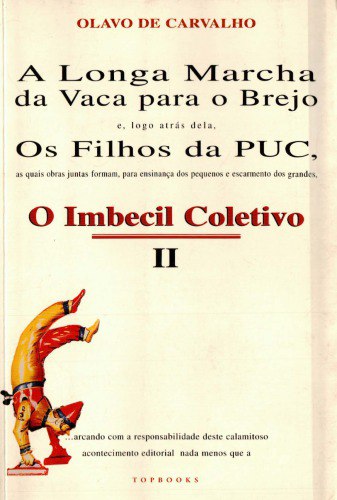 OLAVO DE CARVALHO
A Longa Marcha
da Vaca para o Brejo
e, logo atrás dela,
Os Filhos da PUC,
as quais obras juntas formam, para ensinança dos pequenos e escarmento dos grandes,
O Imbecil Coletivo
II
...arcando com a responsabilidade deste calamitoso
acontecimento editorial nada menos que a
TOPBOOKS